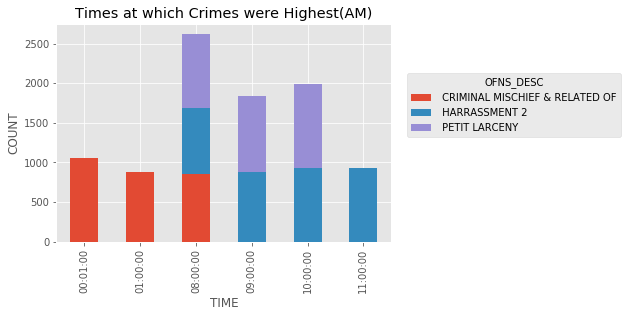 Times at which Crimes were Highest(AM)
2500
2000
1500
1000
500
0
COUNT
00:01:00
01:00:00
08:00:00
09:00:00
10:00:00
11:00:00
TIME
OFNS_DESC
CRIMINAL MISCHIEF & RELATED OF
HARRASSMENT 2
PETIT LARCENY